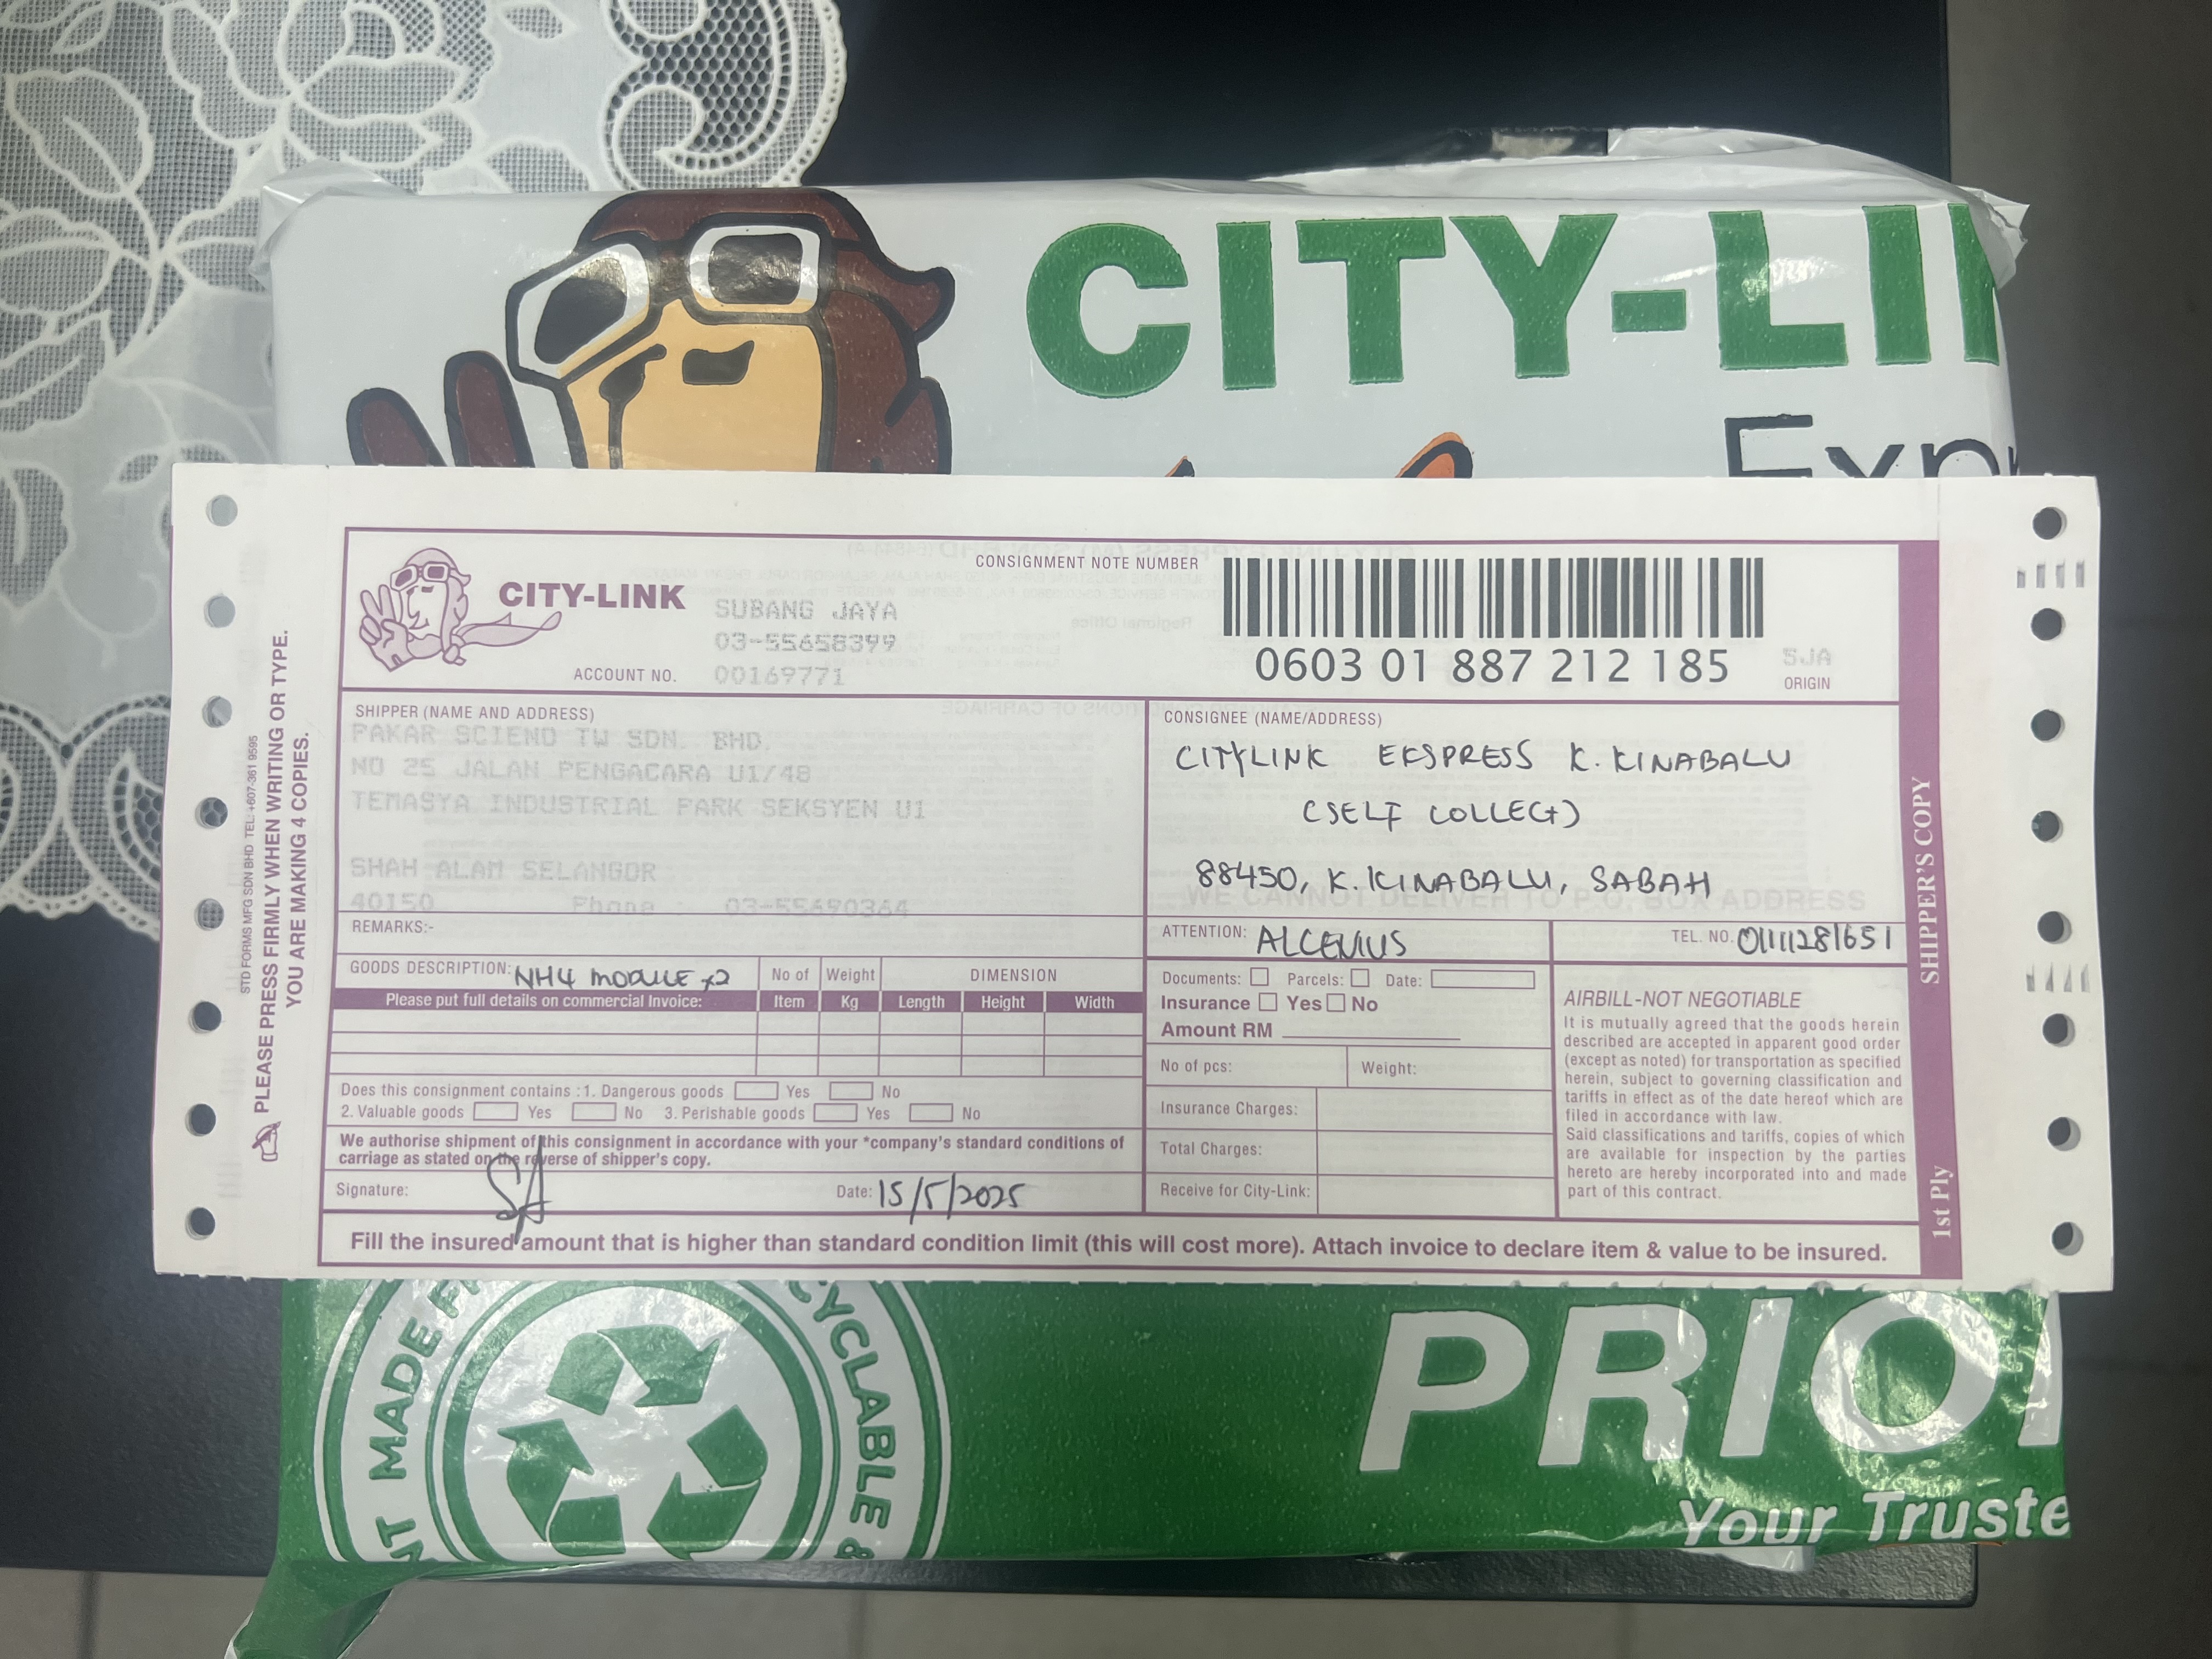 CITY-LI
Exp
CITY-LINK
SUBANG JAYA
03-55658399
ACCOUNT NO. 00169771
CONSIGNMENT NOTE NUMBER
0603 01 887 212 185
SJA
ORIGIN
SHIPPER (NAME AND ADDRESS)
PAKAR SCIENO TW SDN. BHD.
NO 25 JALAN PENGACARA U1/48
TEMASYA INDUSTRIAL PARK SEKSYEN U1
SHAH ALAM SELANGOR
40150 Phone 03-55690364
CONSIGNEE (NAME/ADDRESS)
CITYLINK EKSPRESS K. KINABALU
(SELF COLLECT)
88450, K. KINABALU, SABAH
WE CANNOT DELIVER TO P.O. BOX ADDRESS
REMARKS:-
ATTENTION: ALCENIUS
TEL. NO. 01111281651
GOODS DESCRIPTION: NH4 MODULE x2
Please put full details on commercial Invoice:
No of Item
Weight Kg
DIMENSION
Length Height Width
Documents: Parcels: Date:
Insurance Yes No
Amount RM
No of pcs: Weight:
Insurance Charges:
Total Charges:
Receive for City-Link:
AIRBILL-NOT NEGOTIABLE
It is mutually agreed that the goods herein
described are accepted in apparent good order
(except as noted) for transportation as specified
herein, subject to governing classification and
tariffs in effect as of the date hereof which are
filed in accordance with law.
Said classifications and tariffs, copies of which
are available for inspection by the parties
hereto are hereby incorporated into and made
part of this contract.
Does this consignment contains : 1. Dangerous goods Yes No
2. Valuable goods Yes No 3. Perishable goods Yes No
We authorise shipment of this consignment in accordance with your *company's standard conditions of
carriage as stated on the reverse of shipper's copy.
Signature: SA
Date: 15/5/2025
Fill the insured amount that is higher than standard condition limit (this will cost more). Attach invoice to declare item & value to be insured.
SHIPPER'S COPY
1st Ply
STD FORMS MFG SDN BHD TEL: +607-361 9595
PLEASE PRESS FIRMLY WHEN WRITING OR TYPE.
YOU ARE MAKING 4 COPIES.
NT MADE F
CYCLABLE &
PRIO
Your Truste